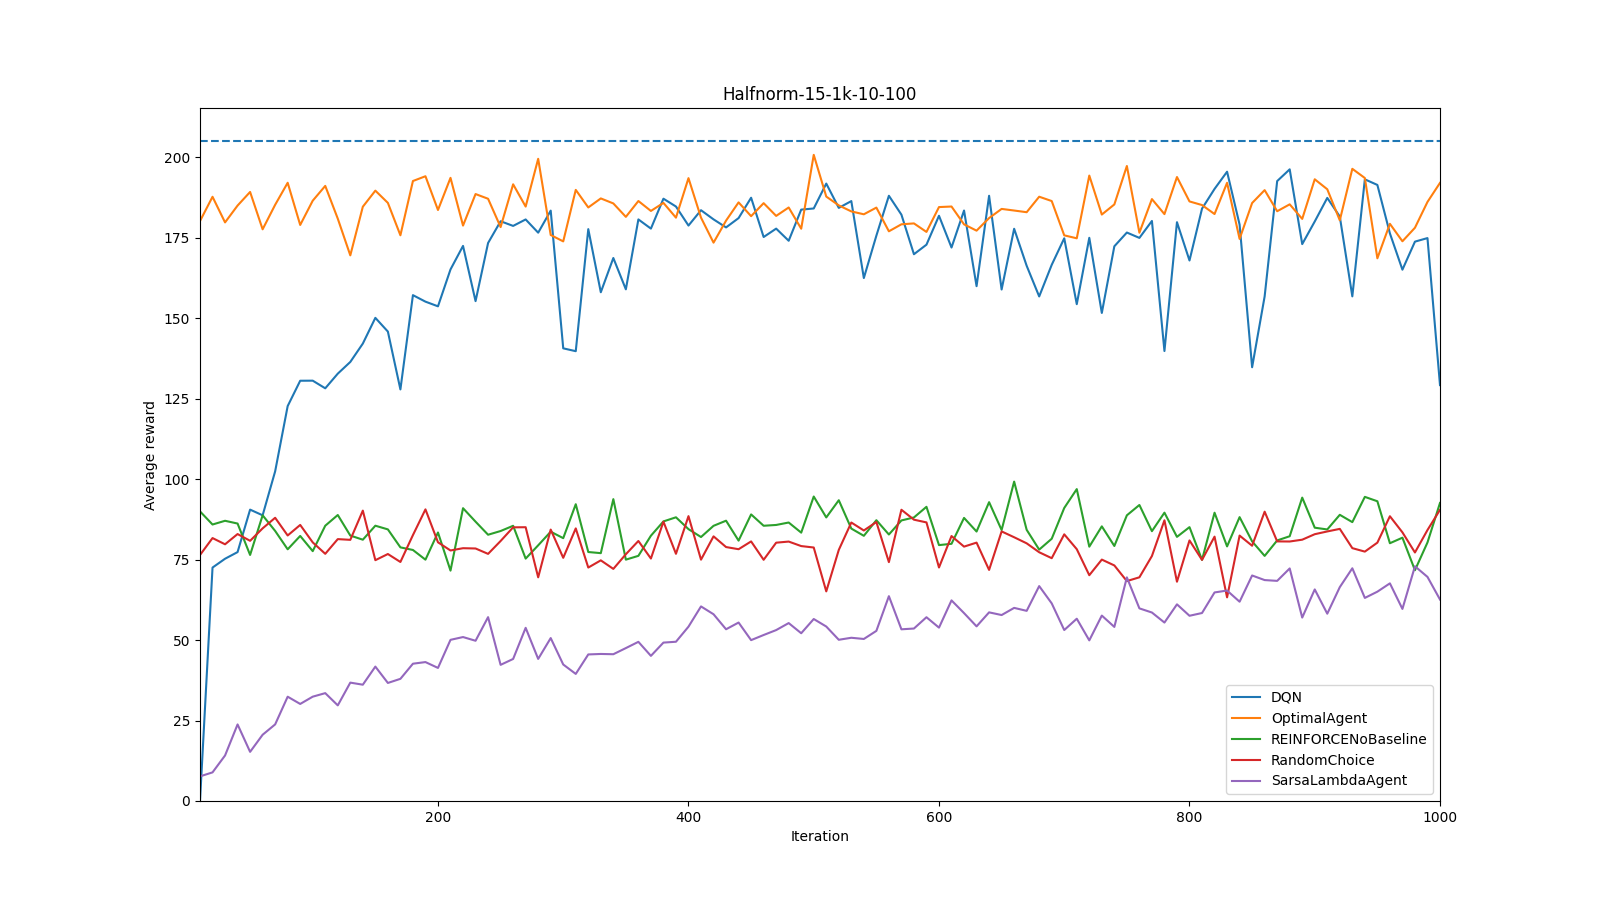 Halfnorm-15-1k-10-100
200
175
150
125
100
75
50
25
0
Average reward
200
400
600
800
1000
Iteration
DQN
OptimalAgent
REINFORCENoBaseline
RandomChoice
SarsaLambdaAgent